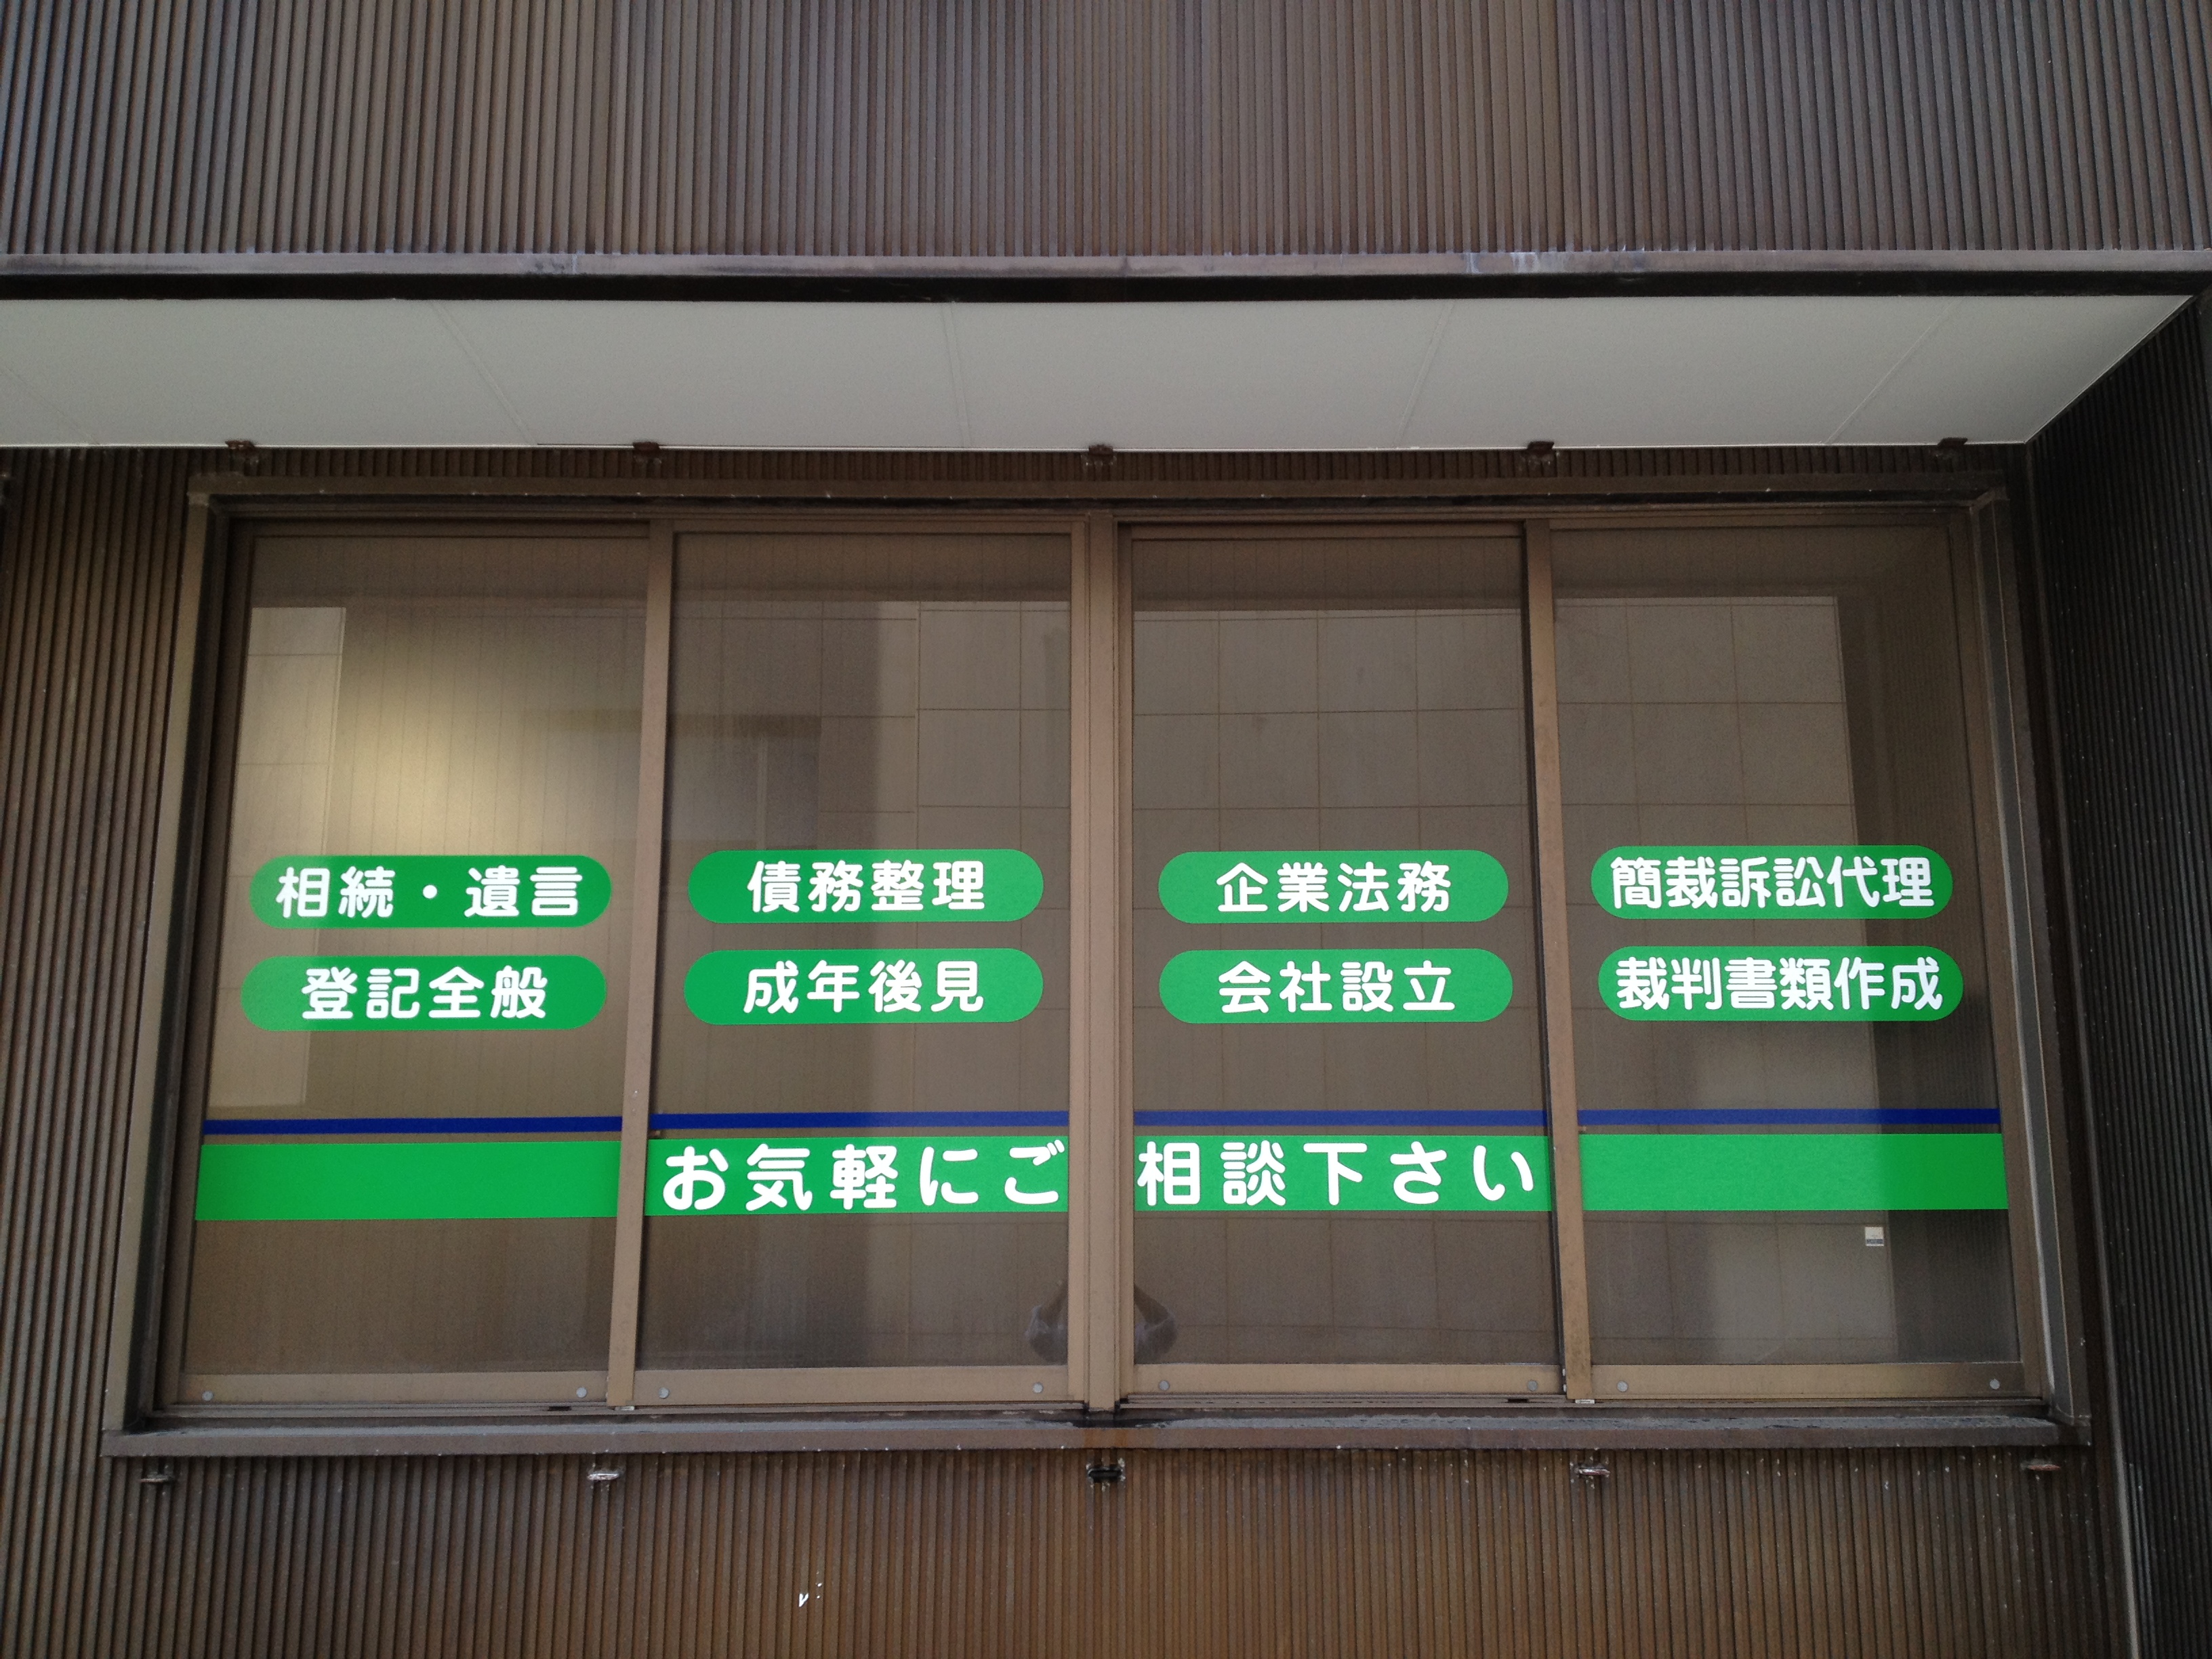 相続・遺言
債務整理
企業法務
簡裁訴訟代理
登記全般
成年後見
会社設立
裁判書類作成
お気軽にご相談下さい